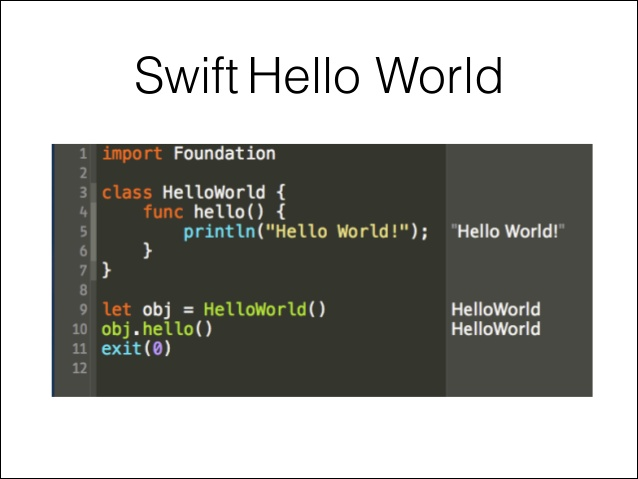 Swift Hello World
1 import Foundation
2
3 class HelloWorld {
4     func hello() {
5         println("Hello World!"); "Hello World!"
6     }
7 }
8
9 let obj = HelloWorld() HelloWorld
10 obj.hello() HelloWorld
11 exit(0)
12